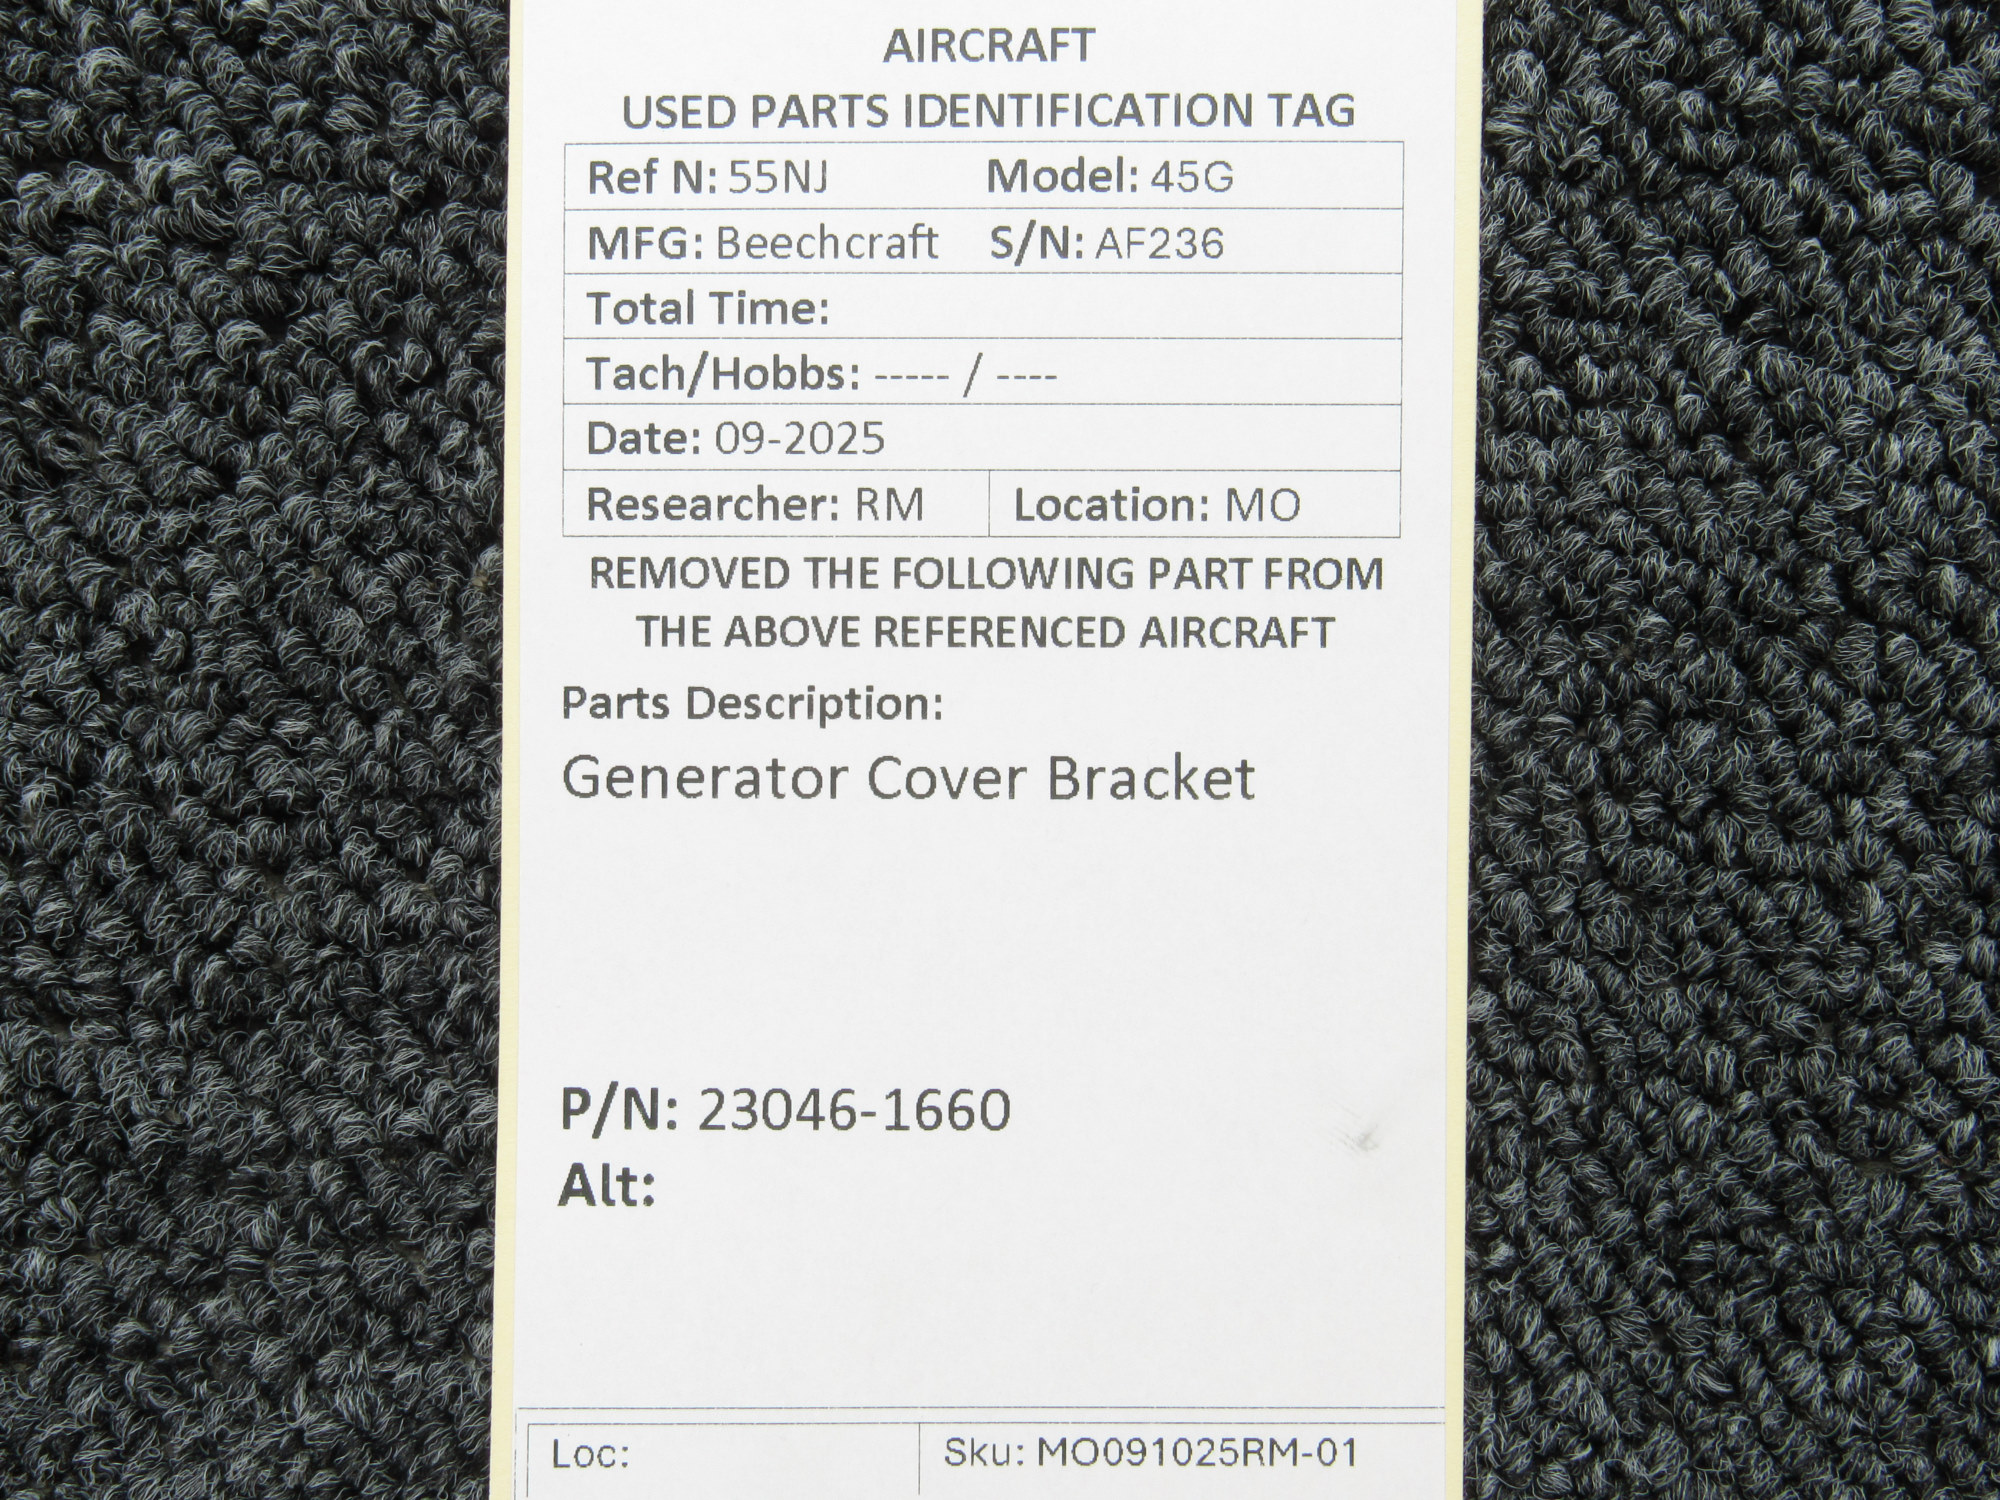 AIRCRAFT
USED PARTS IDENTIFICATION TAG
Ref N: 55NJ Model: 45G
MFG: Beechcraft S/N: AF236
Total Time:
Tach/Hobbs: ----- / ----
Date: 09-2025
Researcher: RM Location: MO
REMOVED THE FOLLOWING PART FROM
THE ABOVE REFERENCED AIRCRAFT
Parts Description:
Generator Cover Bracket
P/N: 23046-1660
Alt:
Loc: Sku: MO091025RM-01